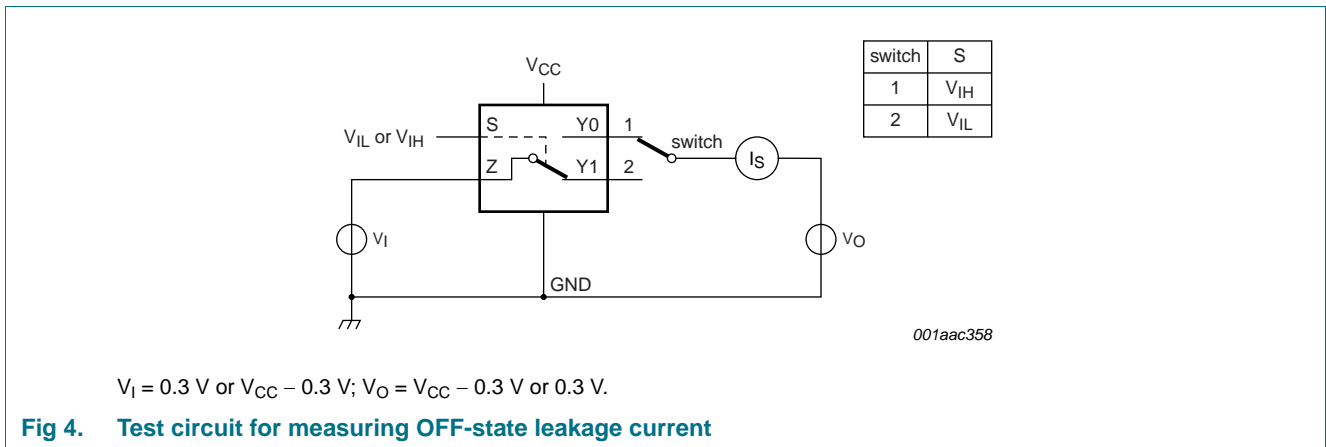 switch S
1 VIH
2 VIL
VCC
VIL or VIH
S Y0 1
switch
IS
Z Y1 2
VI
VO
GND
001aac358
VI = 0.3 V or VCC − 0.3 V; VO = VCC − 0.3 V or 0.3 V.
Fig 4. Test circuit for measuring OFF-state leakage current